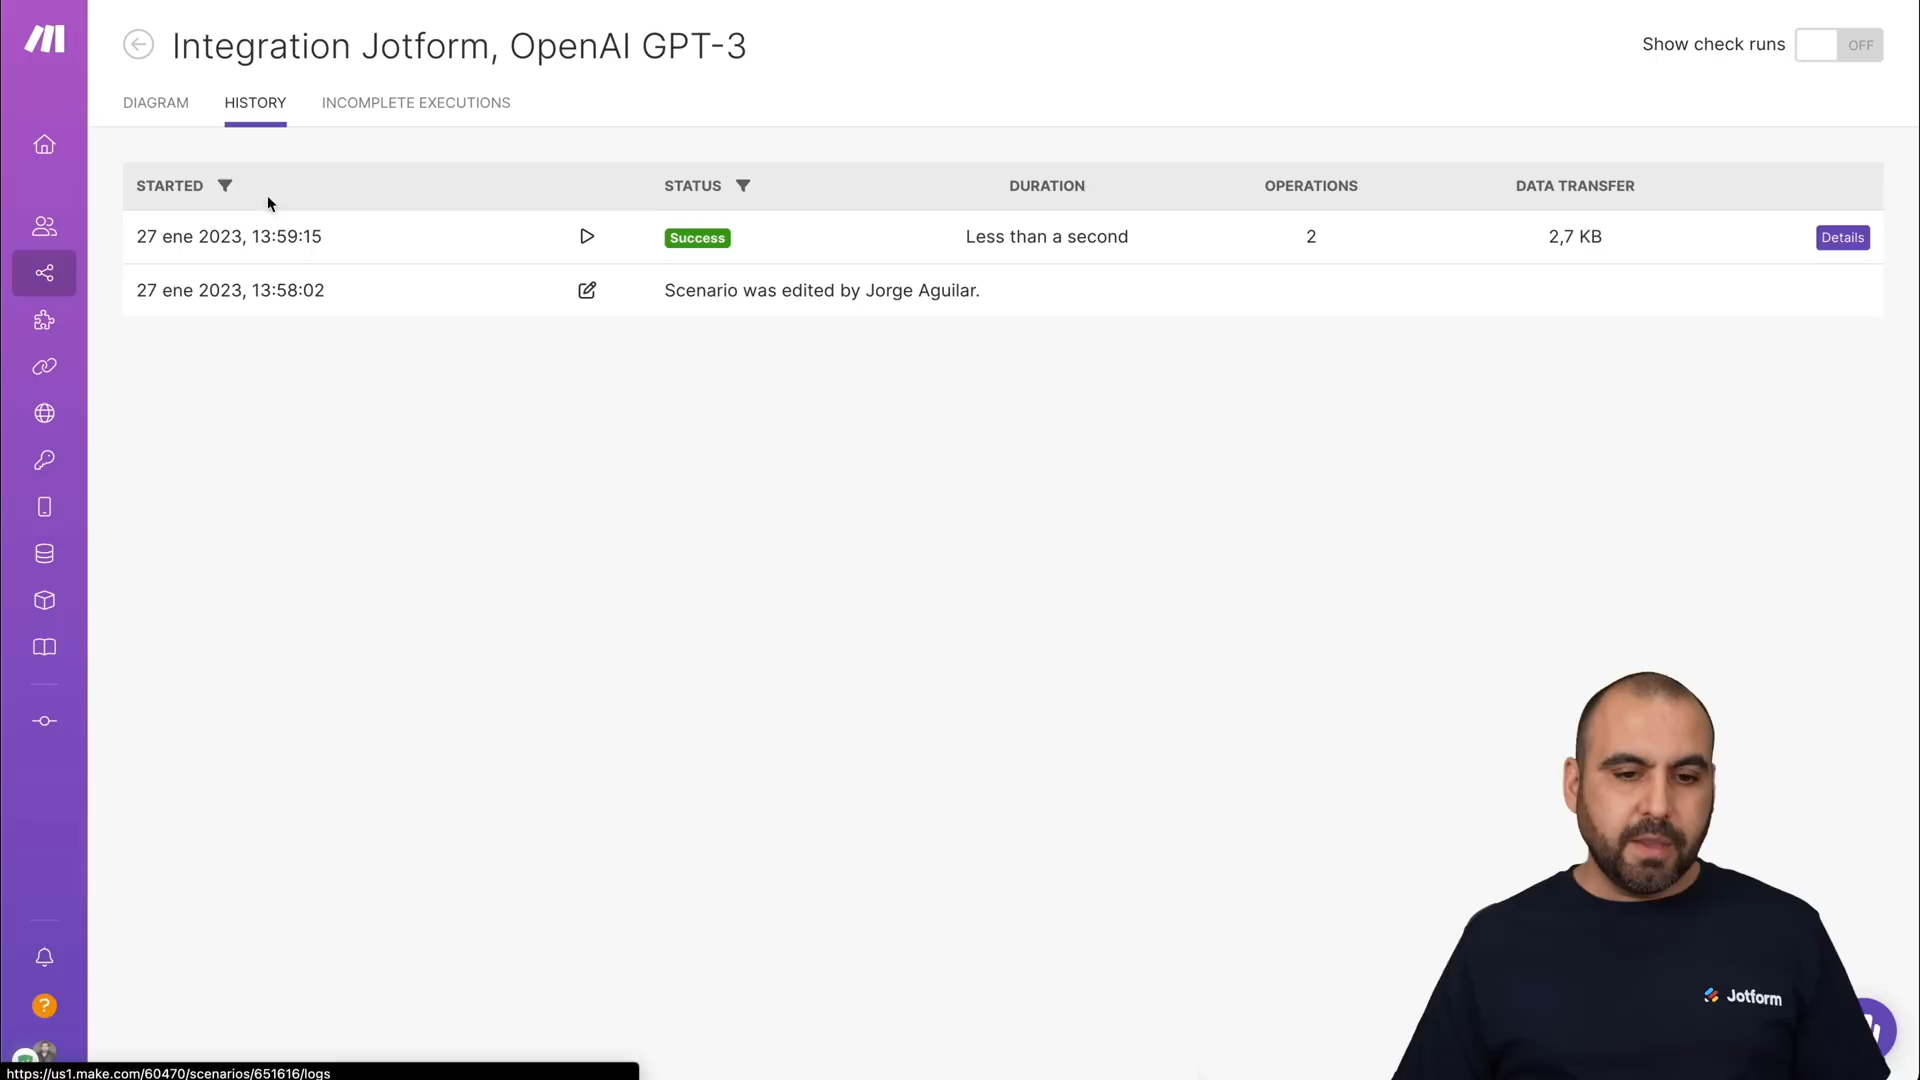 Integration Jotform, OpenAI GPT-3
Show check runs
OFF
DIAGRAM
HISTORY
INCOMPLETE EXECUTIONS
STARTED
STATUS
DURATION
OPERATIONS
DATA TRANSFER
27 ene 2023, 13:59:15
Success
Less than a second
2
2,7 KB
Details
27 ene 2023, 13:58:02
Scenario was edited by Jorge Aguilar.
?
Jotform
https://us1.make.com/60470/scenarios/651616/logs